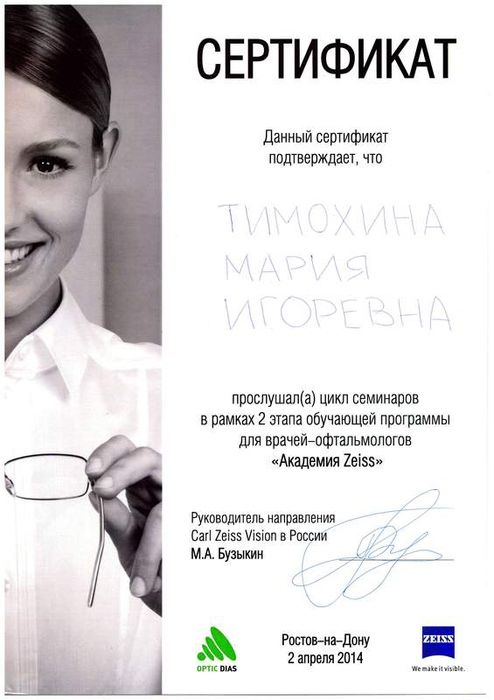 СЕРТИФИКАТ
Данный сертификат
подтверждает, что
ТИМОХИНА
МАРИЯ
ИГОРЕВНА
прослушал(а) цикл семинаров
в рамках 2 этапа обучающей программы
для врачей-офтальмологов
«Академия Zeiss»
Руководитель направления
Carl Zeiss Vision в России
М.А. Бузыкин
OPTIC DIAS
Ростов-на-Дону
2 апреля 2014
ZEISS
We make it visible.